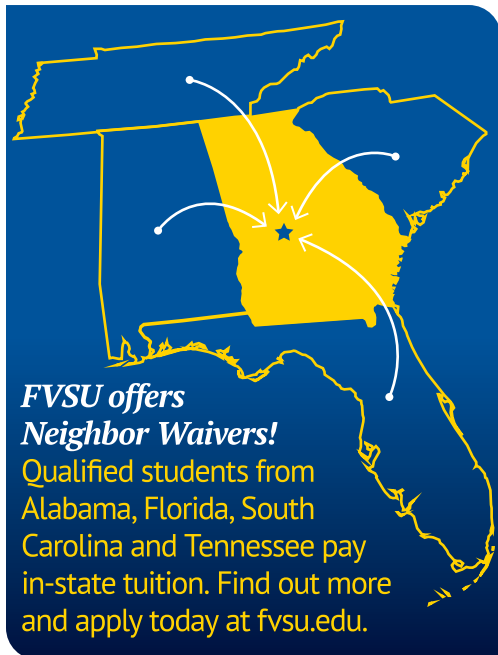 FVSU offers
Neighbor Waivers!
Qualified students from
Alabama, Florida, South
Carolina and Tennessee pay
in-state tuition. Find out more
and apply today at fvsu.edu.